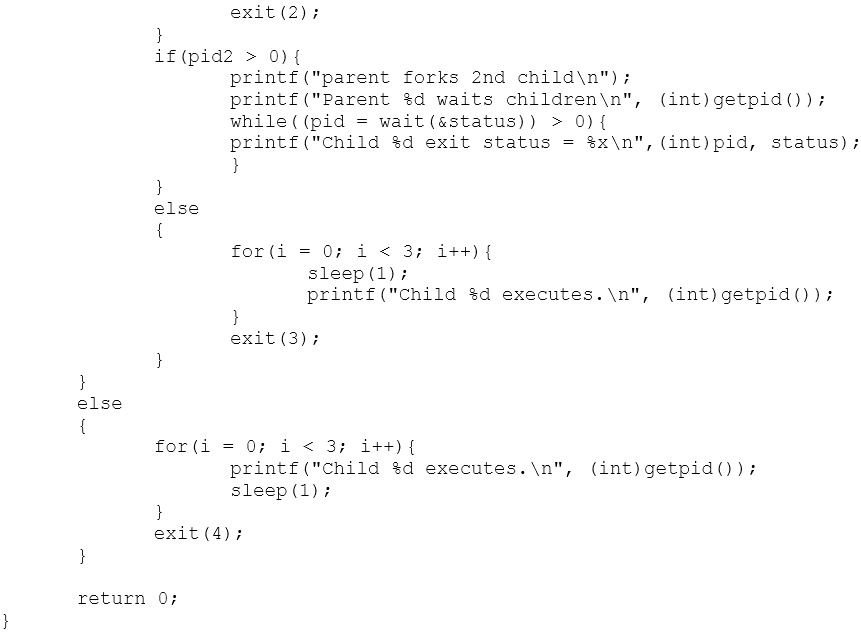 exit(2);
}
if(pid2 > 0){
printf("parent forks 2nd child\n");
printf("Parent %d waits children\n", (int)getpid());
while((pid = wait(&status)) > 0){
printf("Child %d exit status = %x\n",(int)pid, status);
}
}
else
{
for(i = 0; i < 3; i++){
sleep(1);
printf("Child %d executes.\n", (int)getpid());
}
exit(3);
}
}
else
{
for(i = 0; i < 3; i++){
printf("Child %d executes.\n", (int)getpid());
sleep(1);
}
exit(4);
}
return 0;
}